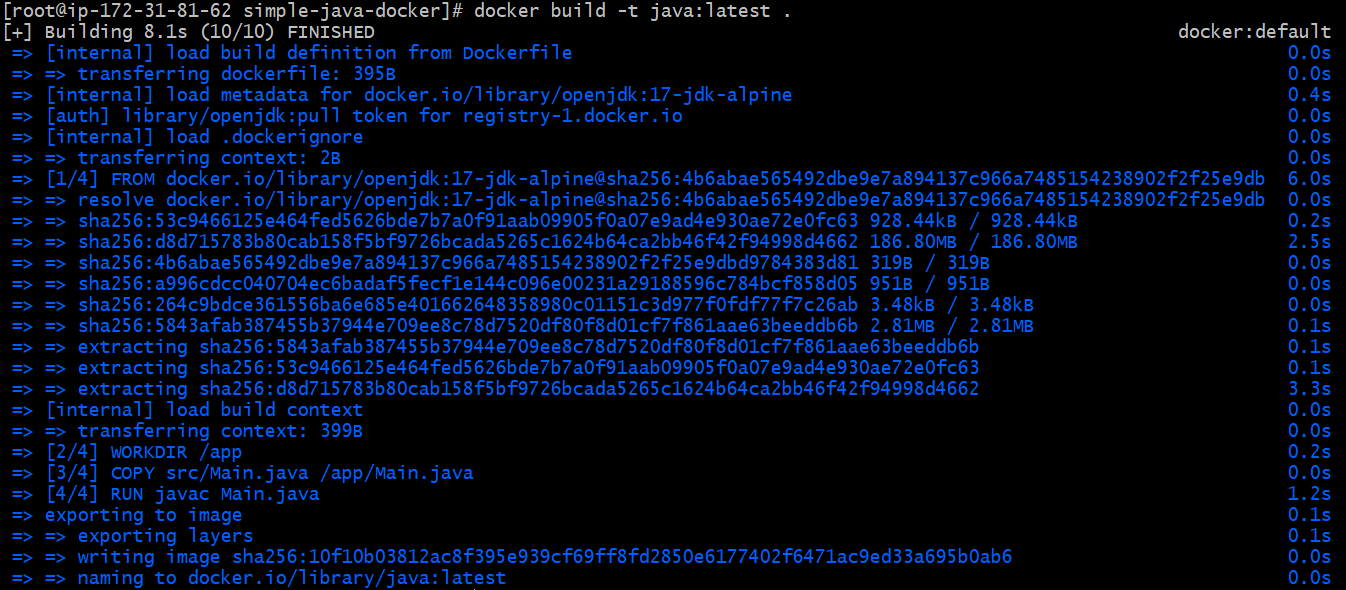 [root@ip-172-31-81-62 simple-java-docker]# docker build -t java:latest .
[+] Building 8.1s (10/10) FINISHED docker:default
=> [internal] load build definition from Dockerfile 0.0s
=> => transferring dockerfile: 395B 0.0s
=> [internal] load metadata for docker.io/library/openjdk:17-jdk-alpine 0.4s
=> [auth] library/openjdk:pull token for registry-1.docker.io 0.0s
=> [internal] load .dockerignore 0.0s
=> => transferring context: 2B 0.0s
=> [1/4] FROM docker.io/library/openjdk:17-jdk-alpine@sha256:4b6abae565492dbe9e7a894137c966a7485154238902f2f25e9db 6.0s
=> => resolve docker.io/library/openjdk:17-jdk-alpine@sha256:4b6abae565492dbe9e7a894137c966a7485154238902f2f25e9db 0.0s
=> => sha256:53c9466125e464fed5626bde7b7a0f91aab09905f0a07e9ad4e930ae72e0fc63 928.44kB / 928.44kB 0.2s
=> => sha256:d8d715783b80cab158f5bf9726bcada5265c1624b64ca2bb46f42f94998d4662 186.80MB / 186.80MB 2.5s
=> => sha256:4b6abae565492dbe9e7a894137c966a7485154238902f2f25e9dbd9784383d81 319B / 319B 0.0s
=> => sha256:a996cdcc040704ec6badaf5fecf1e144c096e00231a29188596c784bcf858d05 951B / 951B 0.0s
=> => sha256:264c9bdce361556ba6e685e401662648358980c01151c3d977f0fdf77f7c26ab 3.48kB / 3.48kB 0.0s
=> => sha256:5843afab387455b37944e709ee8c78d7520df80f8d01cf7f861aae63beeddb6b 2.81MB / 2.81MB 0.1s
=> => extracting sha256:5843afab387455b37944e709ee8c78d7520df80f8d01cf7f861aae63beeddb6b 0.1s
=> => extracting sha256:53c9466125e464fed5626bde7b7a0f91aab09905f0a07e9ad4e930ae72e0fc63 0.1s
=> => extracting sha256:d8d715783b80cab158f5bf9726bcada5265c1624b64ca2bb46f42f94998d4662 3.3s
=> [internal] load build context 0.0s
=> => transferring context: 399B 0.0s
=> [2/4] WORKDIR /app 0.2s
=> [3/4] COPY src/Main.java /app/Main.java 0.0s
=> [4/4] RUN javac Main.java 1.2s
=> exporting to image 0.1s
=> => exporting layers 0.1s
=> => writing image sha256:10f10b03812ac8f395e939cf69ff8fd2850e6177402f6471ac9ed33a695b0ab6 0.0s
=> => naming to docker.io/library/java:latest 0.0s